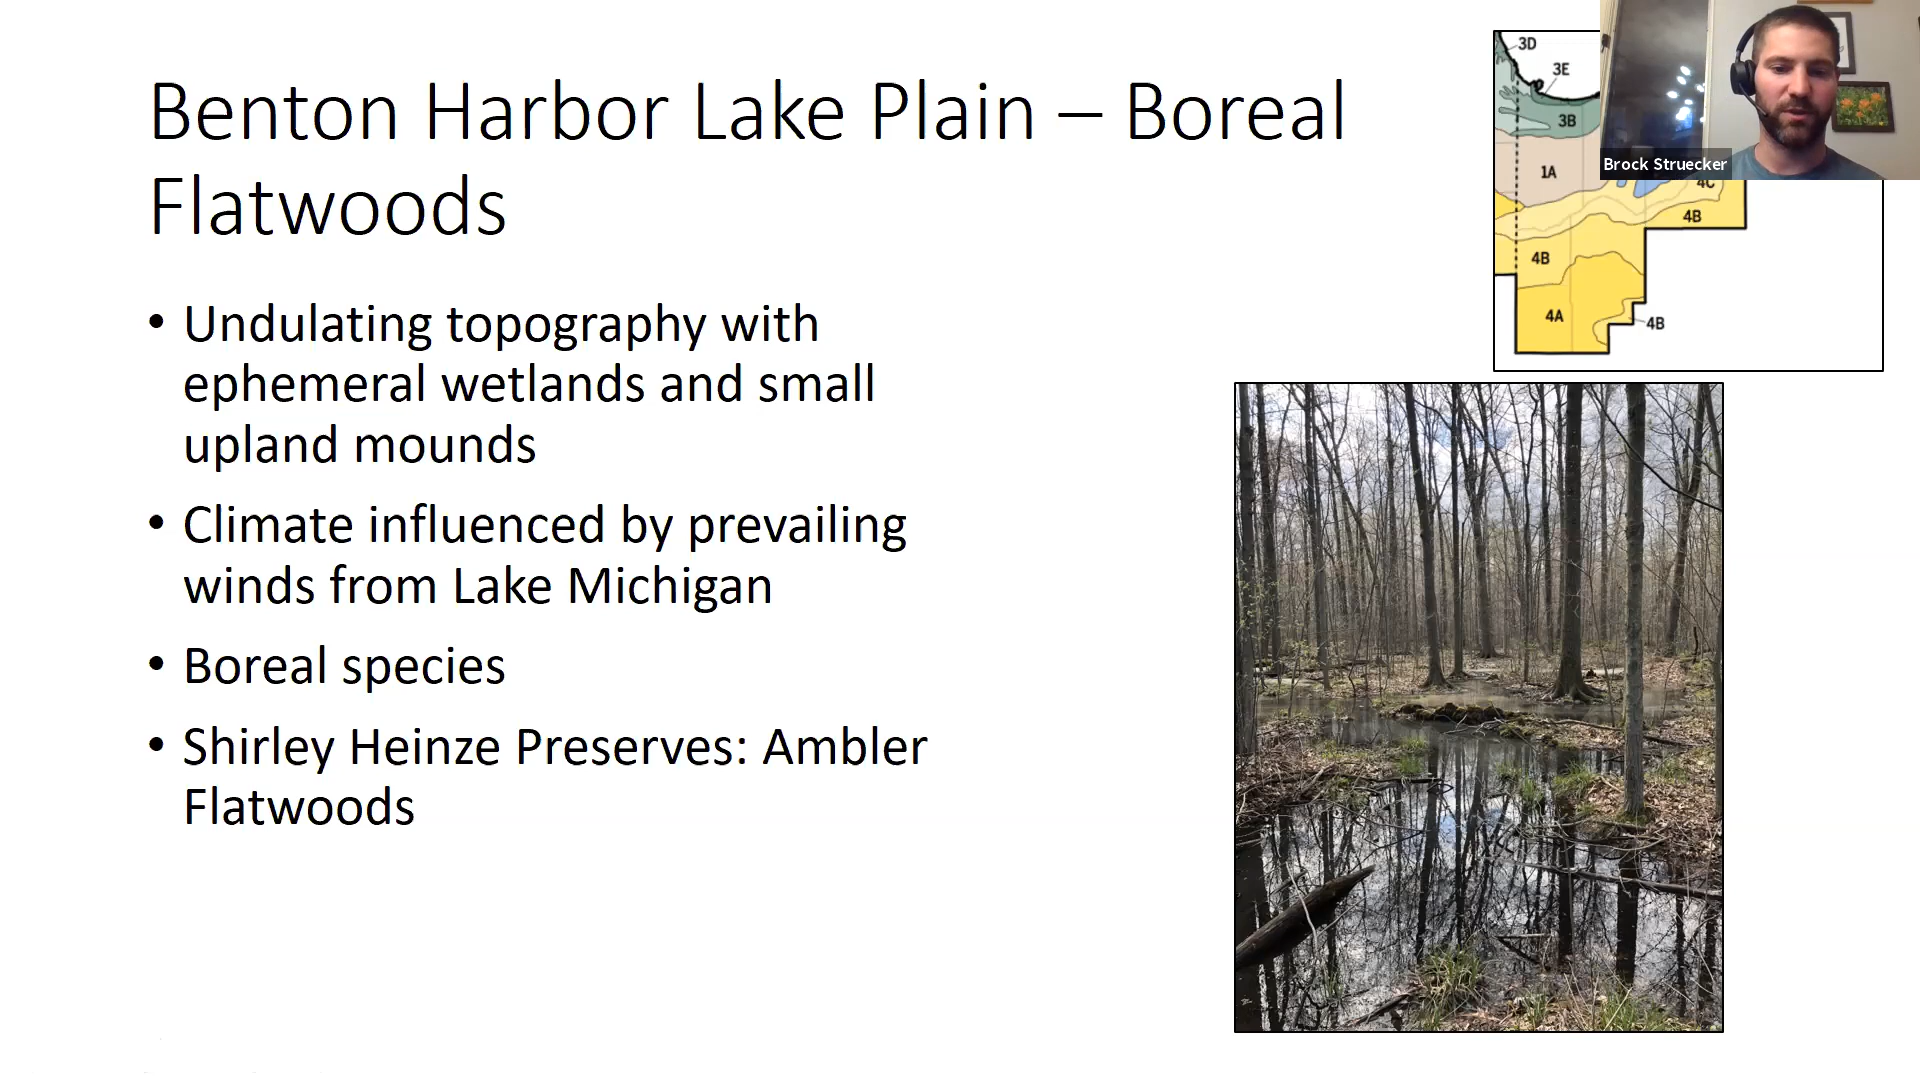 Benton Harbor Lake Plain – Boreal
Flatwoods
• Undulating topography with
ephemeral wetlands and small
upland mounds
• Climate influenced by prevailing
winds from Lake Michigan
• Boreal species
• Shirley Heinze Preserves: Ambler
Flatwoods
3D
3E
3B
1A
4C
4B
4B
4A
4B
Brock Struecker